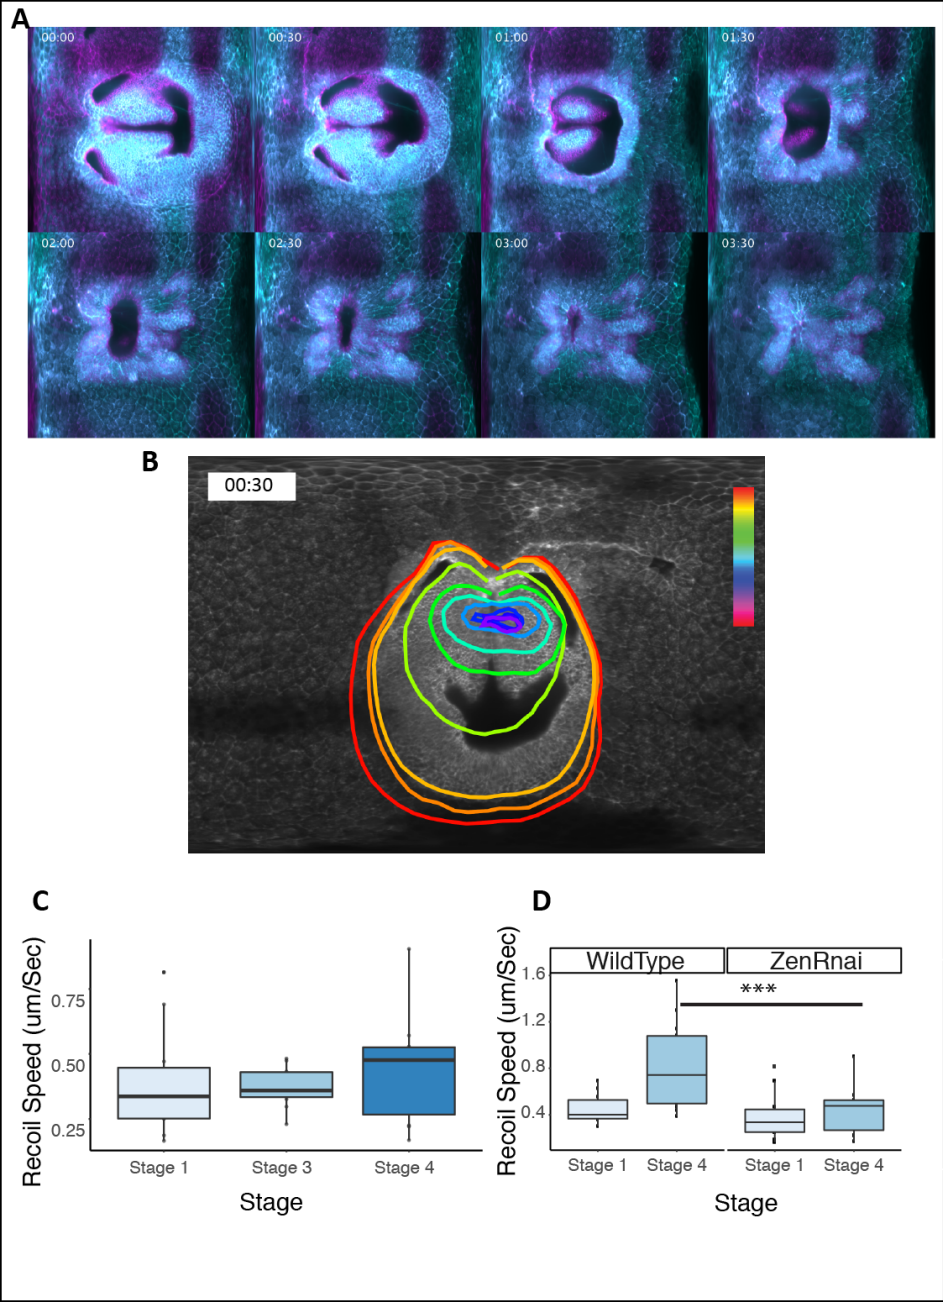 A
00:00 00:30 01:00 01:30
02:00 02:30 03:00 03:30
B
00:30
C
Recoil Speed (um/Sec)
0.75
0.50
0.25
Stage 1 Stage 3 Stage 4
Stage
D
Recoil Speed (um/Sec)
WildType ZenRnai
1.6
***
1.2
0.8
0.4
Stage 1 Stage 4 Stage 1 Stage 4
Stage